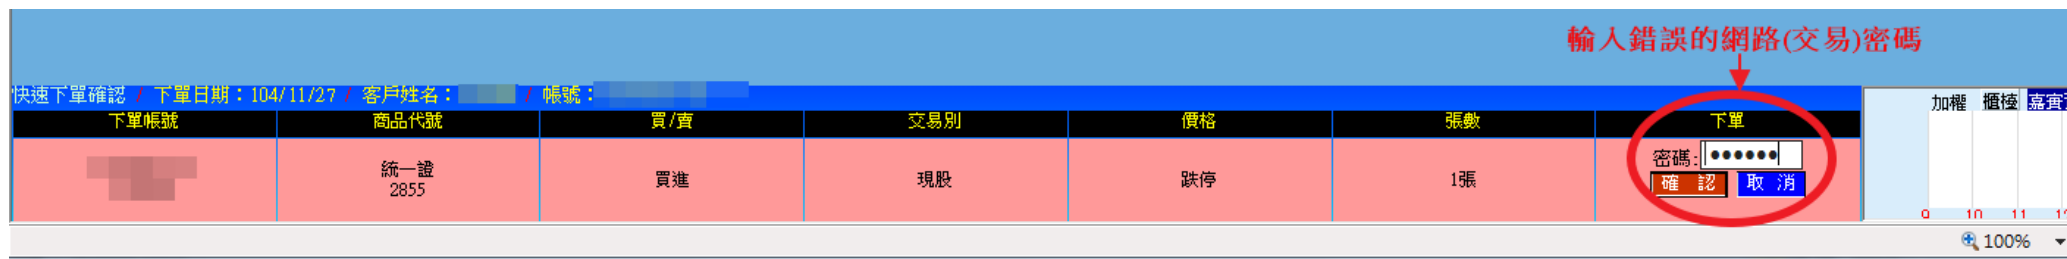 輸入錯誤的網路(交易)密碼
快速下單確認 / 下單日期：104/11/27 / 客戶姓名： / 帳號：
加權 櫃檯
下單帳號 商品代號 買/賣 交易別 價格 張數 下單
統一證 2855 買進 現股 跌停 1張 密碼: ●●●●●●
確 認 取 消
9 10 11
100%